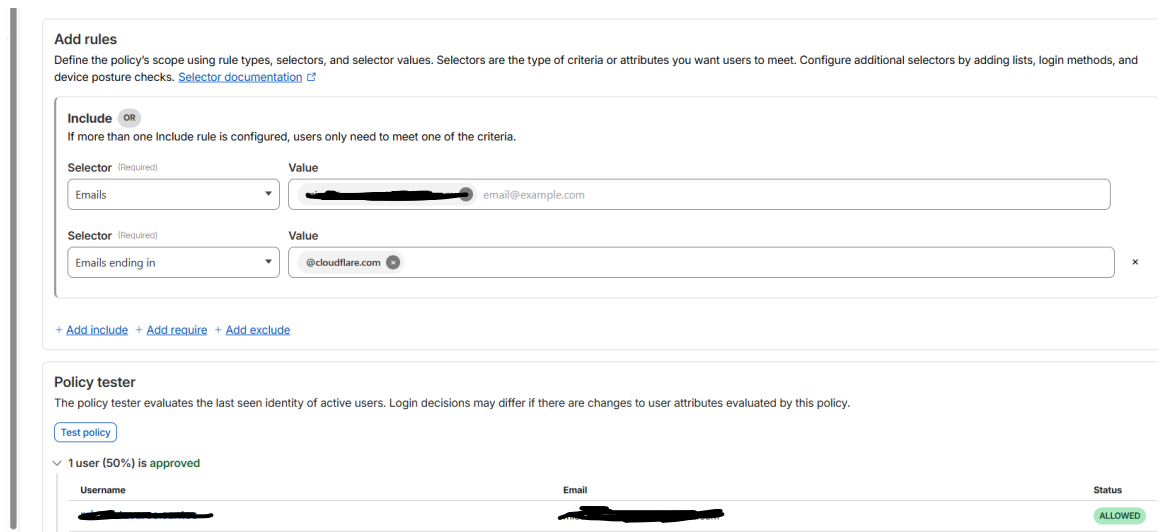 Add rules
Define the policy's scope using rule types, selectors, and selector values. Selectors are the type of criteria or attributes you want users to meet. Configure additional selectors by adding lists, login methods, and
device posture checks. Selector documentation
Include OR
If more than one Include rule is configured, users only need to meet one of the criteria.
Selector (Required) Value
Emails email@example.com
Selector (Required) Value
Emails ending in @cloudflare.com
+ Add include + Add require + Add exclude
Policy tester
The policy tester evaluates the last seen identity of active users. Login decisions may differ if there are changes to user attributes evaluated by this policy.
Test policy
1 user (50%) is approved
Username Email Status
ALLOWED